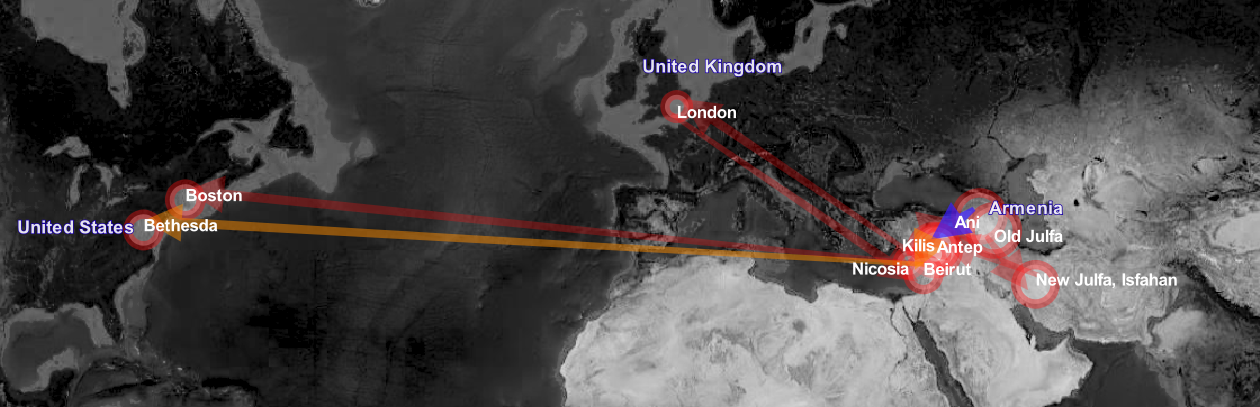 United Kingdom
London
Boston
United States
Bethesda
Armenia
Ani
Old Julfa
Kilis
Antep
Nicosia
Beirut
New Julfa, Isfahan